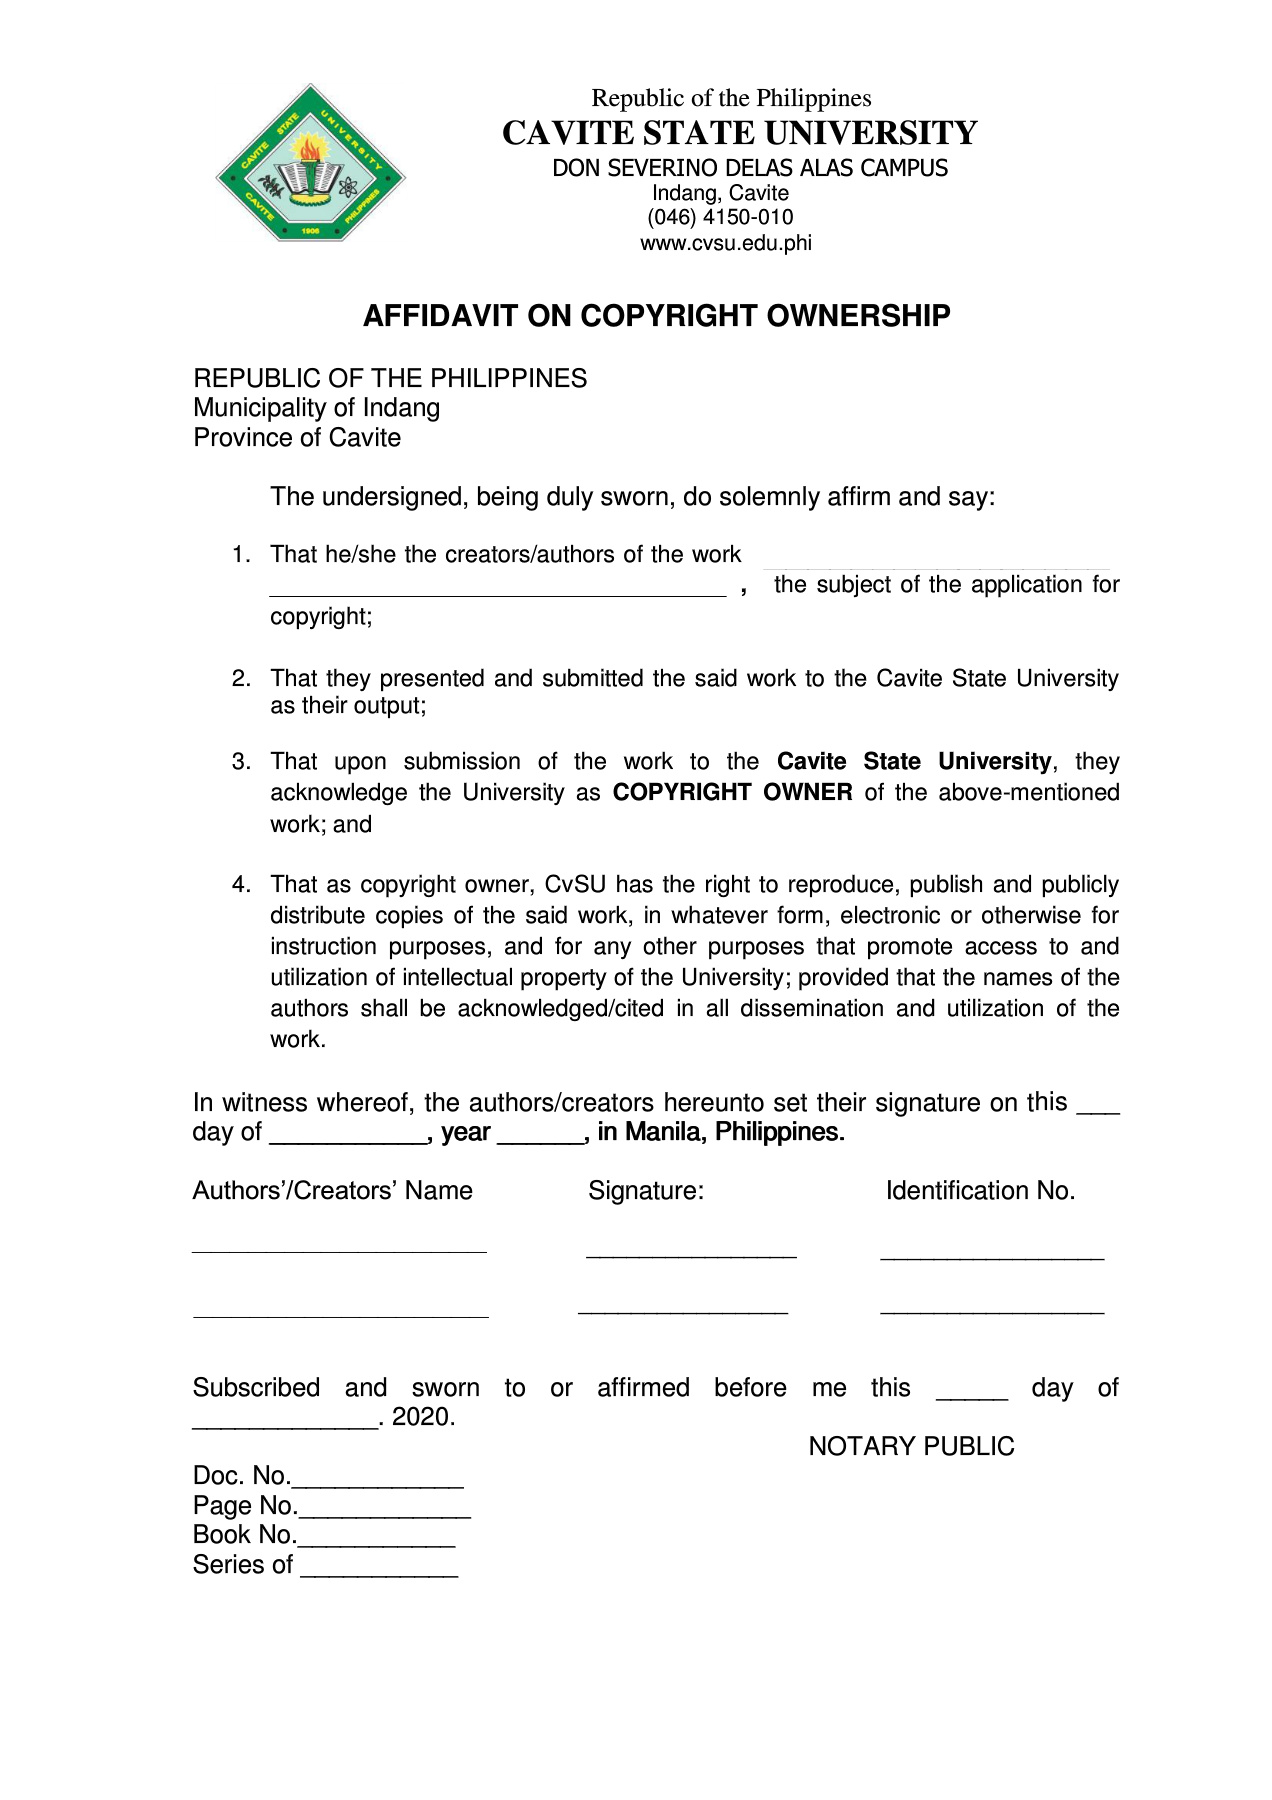 CAVITE STATE UNIVERSITY
CAVITE PHILIPPINES
1906
Republic of the Philippines
CAVITE STATE UNIVERSITY
DON SEVERINO DELAS ALAS CAMPUS
Indang, Cavite
(046) 4150-010
www.cvsu.edu.phi
AFFIDAVIT ON COPYRIGHT OWNERSHIP
REPUBLIC OF THE PHILIPPINES
Municipality of Indang
Province of Cavite
The undersigned, being duly sworn, do solemnly affirm and say:
1. That he/she the creators/authors of the work ____________________________
__________________________________ , the subject of the application for
copyright;
2. That they presented and submitted the said work to the Cavite State University
as their output;
3. That upon submission of the work to the Cavite State University, they
acknowledge the University as COPYRIGHT OWNER of the above-mentioned
work; and
4. That as copyright owner, CvSU has the right to reproduce, publish and publicly
distribute copies of the said work, in whatever form, electronic or otherwise for
instruction purposes, and for any other purposes that promote access to and
utilization of intellectual property of the University; provided that the names of the
authors shall be acknowledged/cited in all dissemination and utilization of the
work.
In witness whereof, the authors/creators hereunto set their signature on this ___
day of ___________, year ______, in Manila, Philippines.
Authors’/Creators’ Name Signature: Identification No.
_____________________ _______________ ________________
_____________________ _______________ ________________
Subscribed and sworn to or affirmed before me this _____ day of
_____________. 2020.
NOTARY PUBLIC
Doc. No.____________
Page No.____________
Book No.___________
Series of ___________